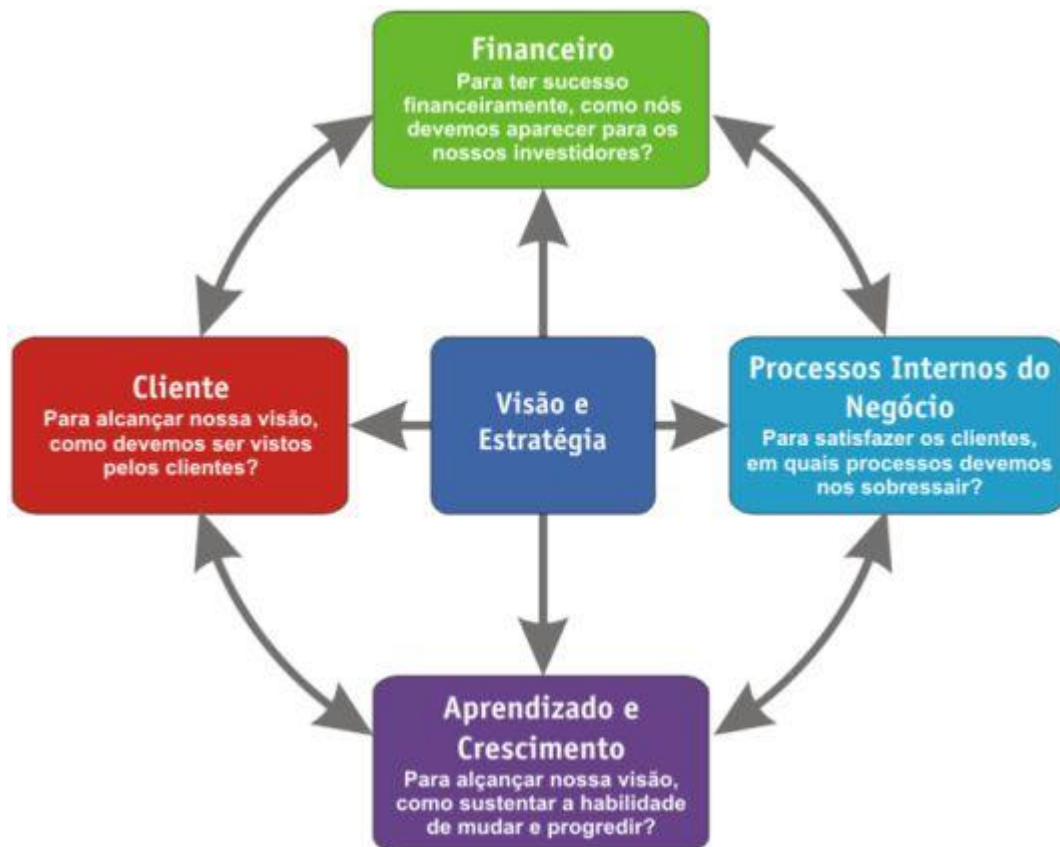 Financeiro
Para ter sucesso
financeiramente, como nós
devemos aparecer para os
nossos investidores?
Cliente
Para alcançar nossa visão,
como devemos ser vistos
pelos clientes?
Visão e
Estratégia
Processos Internos do
Negócio
Para satisfazer os clientes,
em quais processos devemos
nos sobressair?
Aprendizado e
Crescimento
Para alçançar nossa visão,
como sustentar a habilidade
de mudar e progredir?